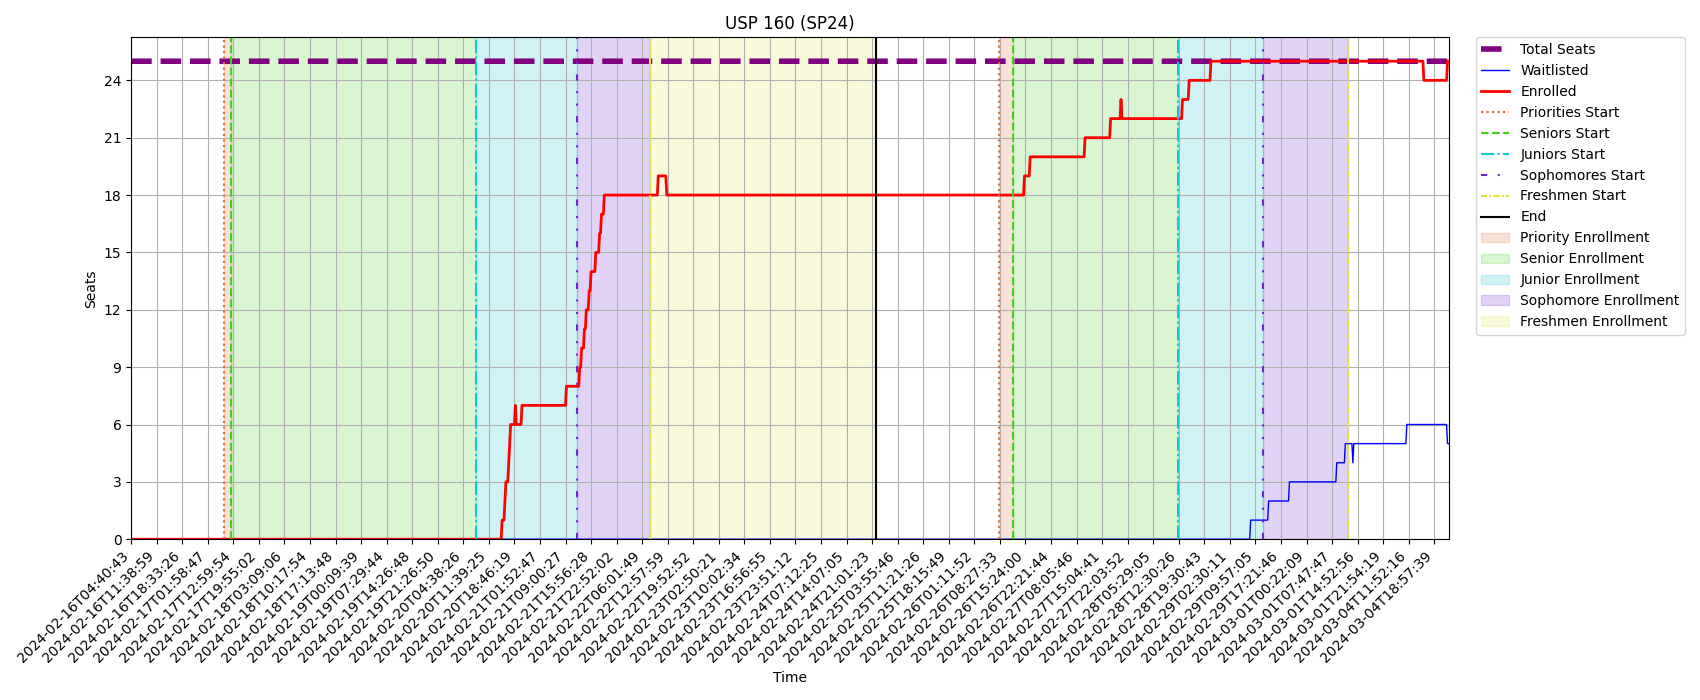 USP 160 (SP24)
Seats
24
21
18
15
12
9
6
3
0
2024-02-16T04:40:43
2024-02-16T11:38:59
2024-02-16T18:33:26
2024-02-17T01:58:47
2024-02-17T12:59:54
2024-02-17T19:55:02
2024-02-18T03:09:06
2024-02-18T10:17:54
2024-02-18T17:13:48
2024-02-19T00:09:39
2024-02-19T07:29:44
2024-02-19T14:26:48
2024-02-19T21:26:50
2024-02-20T04:38:26
2024-02-20T11:39:25
2024-02-20T18:46:19
2024-02-21T01:52:47
2024-02-21T09:00:27
2024-02-21T15:56:28
2024-02-21T22:52:02
2024-02-22T06:01:49
2024-02-22T12:57:59
2024-02-22T19:52:52
2024-02-23T02:50:21
2024-02-23T10:02:34
2024-02-23T16:56:55
2024-02-23T23:51:12
2024-02-24T07:12:25
2024-02-24T14:07:05
2024-02-24T21:01:23
2024-02-25T03:55:46
2024-02-25T11:21:26
2024-02-25T18:15:49
2024-02-26T01:11:52
2024-02-26T08:27:33
2024-02-26T15:24:00
2024-02-26T22:21:44
2024-02-27T08:05:46
2024-02-27T15:04:41
2024-02-27T22:03:52
2024-02-28T05:29:05
2024-02-28T12:30:26
2024-02-28T19:30:43
2024-02-29T02:30:11
2024-02-29T09:57:05
2024-02-29T17:21:46
2024-03-01T00:22:09
2024-03-01T07:47:47
2024-03-01T14:52:56
2024-03-01T21:54:19
2024-03-04T11:52:16
2024-03-04T18:57:39
Time
Total Seats
Waitlisted
Enrolled
Priorities Start
Seniors Start
Juniors Start
Sophomores Start
Freshmen Start
End
Priority Enrollment
Senior Enrollment
Junior Enrollment
Sophomore Enrollment
Freshmen Enrollment